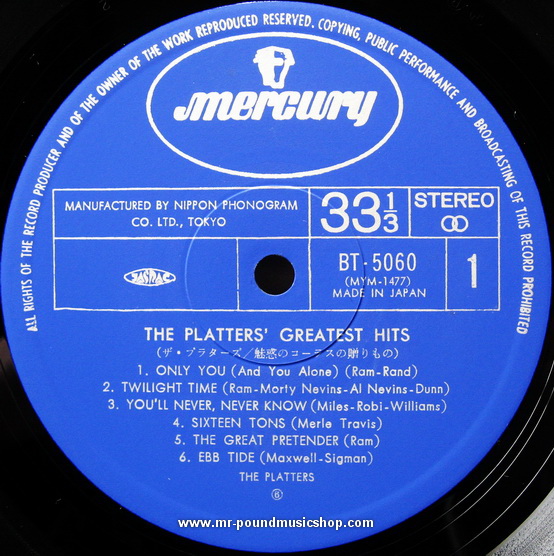 ALL RIGHTS OF THE RECORD PRODUCER AND OF THE OWNER OF THE WORK REPRODUCED RESERVED. COPYING, PUBLIC PERFORMANCE AND BROADCASTING OF THIS RECORD PROHIBITED
mercury
MANUFACTURED BY NIPPON PHONOGRAM
CO. LTD., TOKYO
33 1/3
STEREO
JASRAC
BT-5060
(MYM-1477)
MADE IN JAPAN
1
THE PLATTERS' GREATEST HITS
(ザ・プラターズ/魅惑のコーラスの贈りもの)
1. ONLY YOU (And You Alone) (Ram-Rand)
2. TWILIGHT TIME (Ram-Morty Nevins-Al Nevins-Dunn)
3. YOU'LL NEVER, NEVER KNOW (Miles-Robi-Williams)
4. SIXTEEN TONS (Merle Travis)
5. THE GREAT PRETENDER (Ram)
6. EBB TIDE (Maxwell-Sigman)
THE PLATTERS
www.mr-poundmusicshop.com